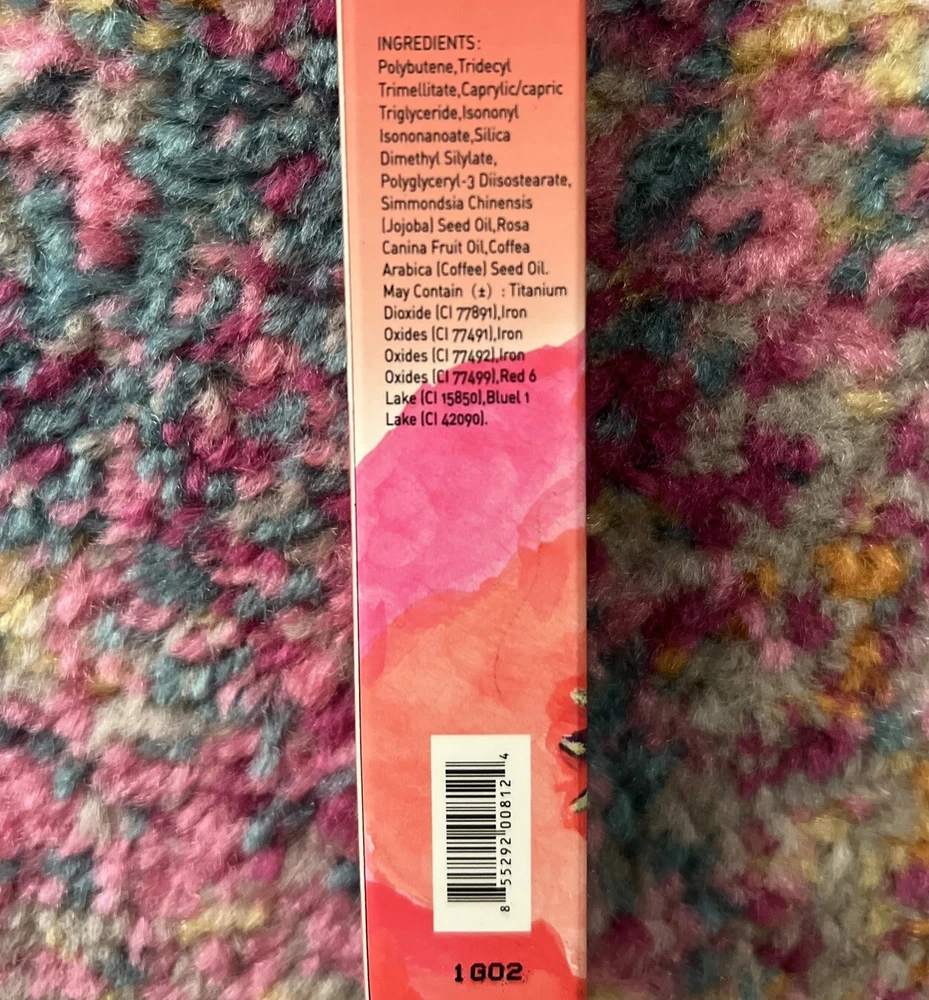 INGREDIENTS:
Polybutene,Tridecyl
Trimellitate,Caprylic/capric
Triglyceride,Isononyl
Isononanoate,Silica
Dimethyl Silylate,
Polyglyceryl-3 Diisostearate,
Simmondsia Chinensis
(Jojoba) Seed Oil,Rosa
Canina Fruit Oil,Coffea
Arabica (Coffee) Seed Oil.
May Contain (±) : Titanium
Dioxide (CI 77891),Iron
Oxides (CI 77491),Iron
Oxides (CI 77492),Iron
Oxides (CI 77499),Red 6
Lake (CI 15850),Bluel 1
Lake (CI 42090).
8 55292 00812 4
1G02